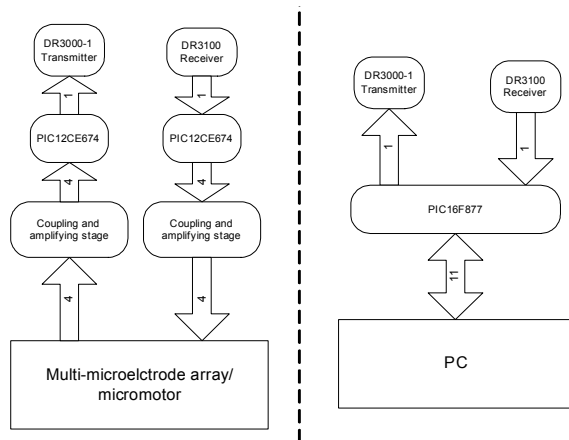 DR3000-1
Transmitter
DR3100
Receiver
1
1
PIC12CE674
PIC12CE674
4
4
Coupling and
amplifying stage
Coupling and
amplifying stage
4
4
Multi-microelctrode array/
micromotor
DR3000-1
Transmitter
DR3100
Receiver
1
1
PIC16F877
11
PC